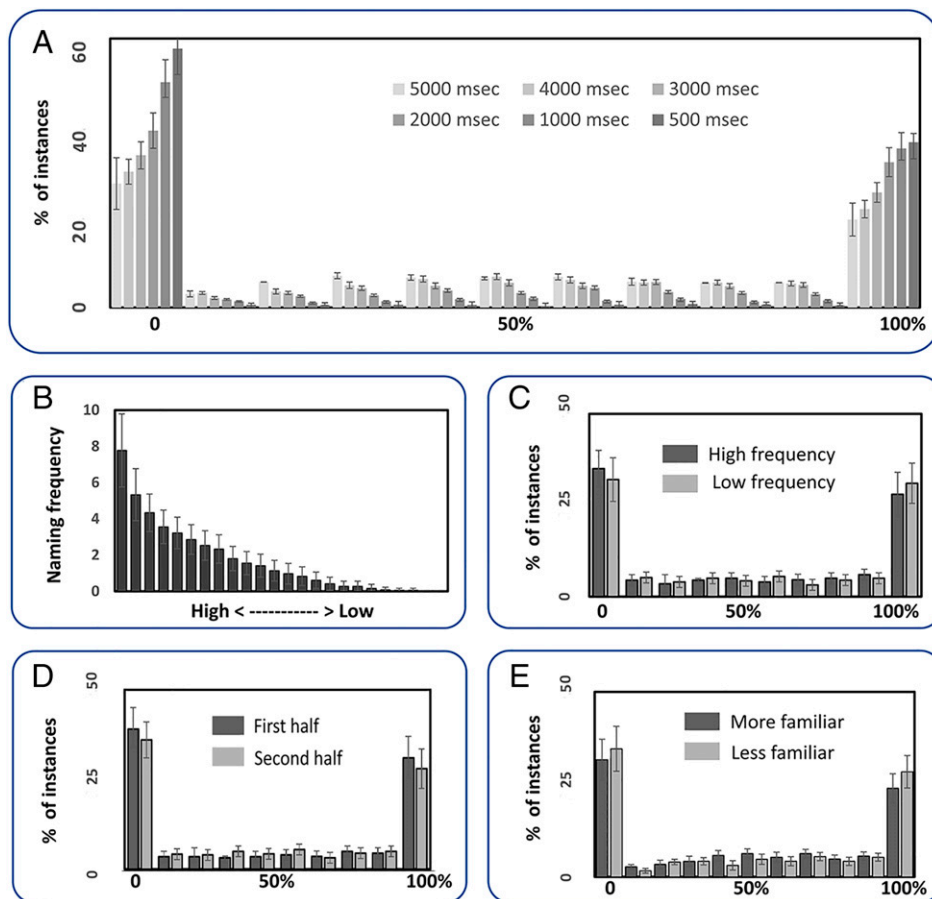 A
60
40
20
0
% of instances
5000 msec 4000 msec 3000 msec
2000 msec 1000 msec 500 msec
0 50% 100%
B
10
8
6
4
2
0
Naming frequency
High < ----------- > Low
C
50
25
0
% of instances
High frequency
Low frequency
0 50% 100%
D
50
25
0
% of instances
First half
Second half
0 50% 100%
E
50
25
0
% of instances
More familiar
Less familiar
0 50% 100%